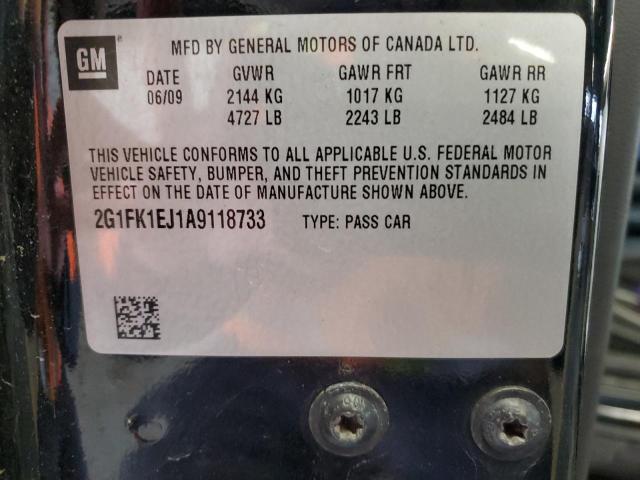 GM
MFD BY GENERAL MOTORS OF CANADA LTD.
DATE GVWR GAWR FRT GAWR RR
06/09 2144 KG 1017 KG 1127 KG
4727 LB 2243 LB 2484 LB
THIS VEHICLE CONFORMS TO ALL APPLICABLE U.S. FEDERAL MOTOR
VEHICLE SAFETY, BUMPER, AND THEFT PREVENTION STANDARDS IN
EFFECT ON THE DATE OF MANUFACTURE SHOWN ABOVE.
2G1FK1EJ1A9118733 TYPE: PASS CAR